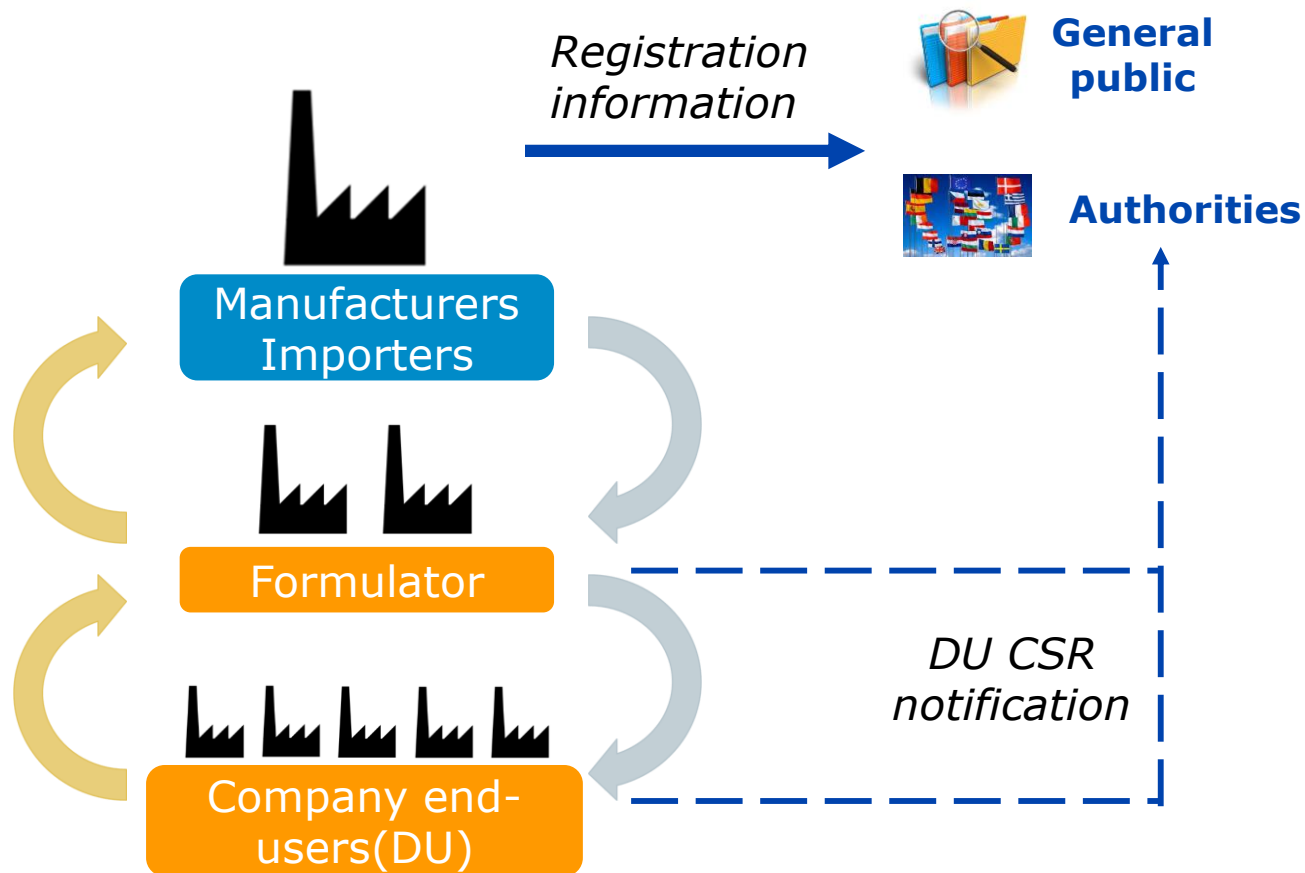 Registration
information
General
public
Authorities
Manufacturers
Importers
Formulator
DU CSR
notification
Company end-
users(DU)